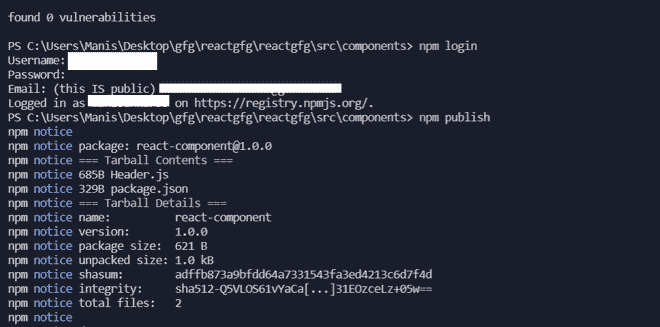 found 0 vulnerabilities
PS C:\Users\Manis\Desktop\gfg\reactgfg\reactgfg\src\components> npm login
Username:
Password:
Email: (this IS public)
Logged in as on https://registry.npmjs.org/.
PS C:\Users\Manis\Desktop\gfg\reactgfg\reactgfg\src\components> npm publish
npm notice
npm notice package: react-component@1.0.0
npm notice === Tarball Contents ===
npm notice 685B Header.js
npm notice 329B package.json
npm notice === Tarball Details ===
npm notice name: react-component
npm notice version: 1.0.0
npm notice package size: 621 B
npm notice unpacked size: 1.0 kB
npm notice shasum: adffb873a9bfdd64a7331543fa3ed4213c6d7f4d
npm notice integrity: sha512-Q5VLOS61vYaCa[...]31EOzceLz+05w==
npm notice total files: 2
npm notice